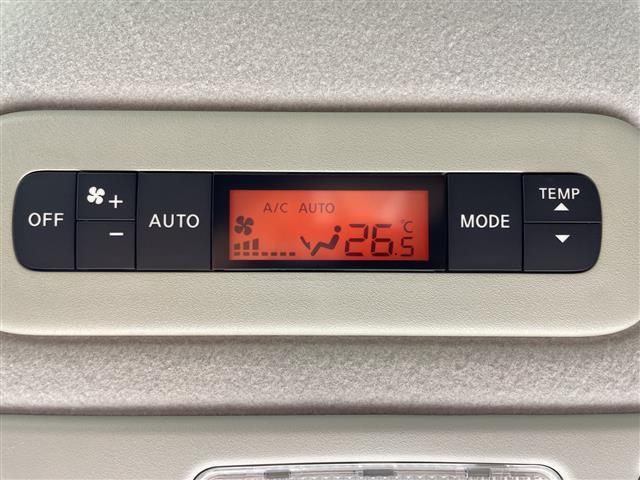 OFF
+
-
AUTO
A/C AUTO
26.5 °C
MODE
TEMP